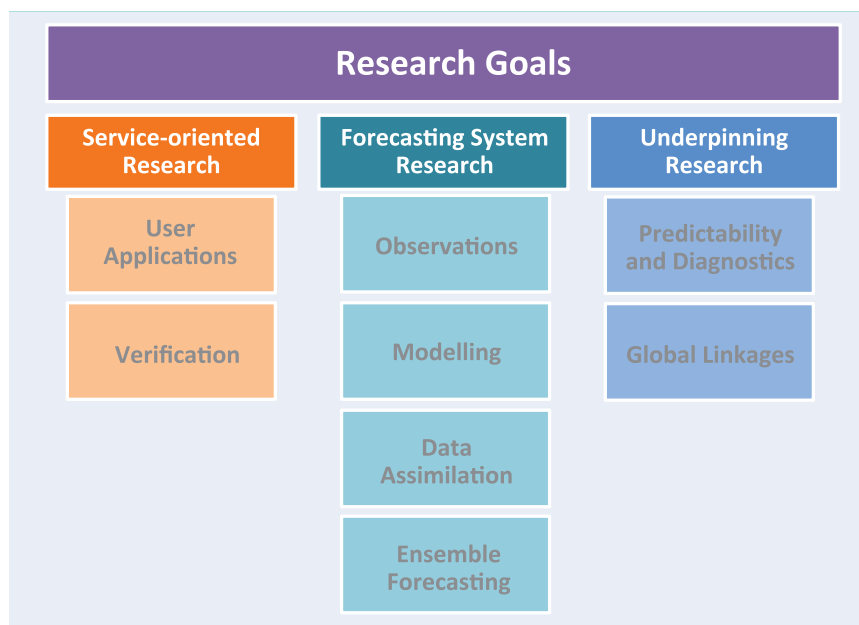 Research Goals
Service-oriented
Research
User
Applications
Verification
Forecasting System
Research
Observations
Modelling
Data
Assimilation
Ensemble
Forecasting
Underpinning
Research
Predictability
and Diagnostics
Global Linkages